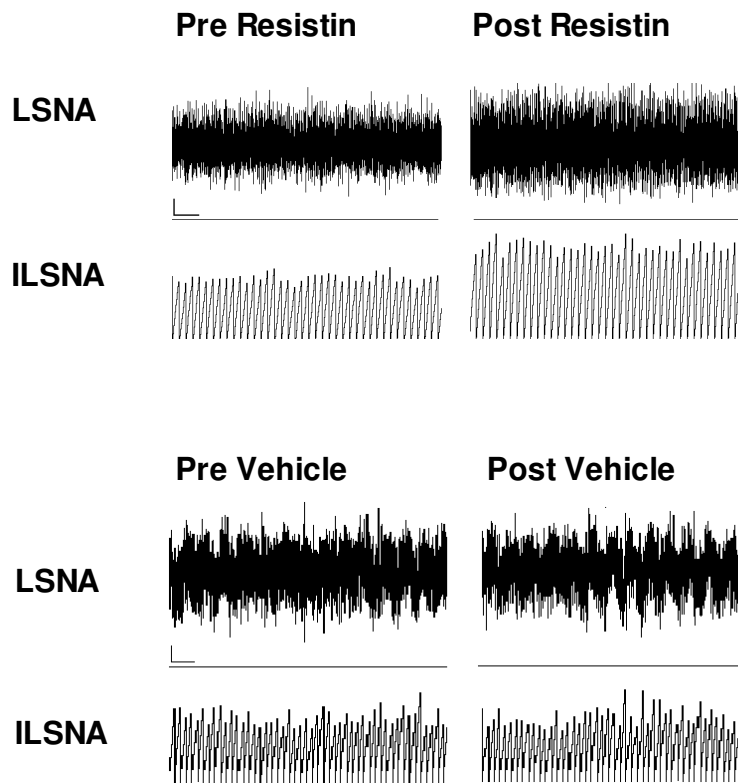 Pre Resistin Post Resistin
LSNA
ILSNA
Pre Vehicle Post Vehicle
LSNA
ILSNA